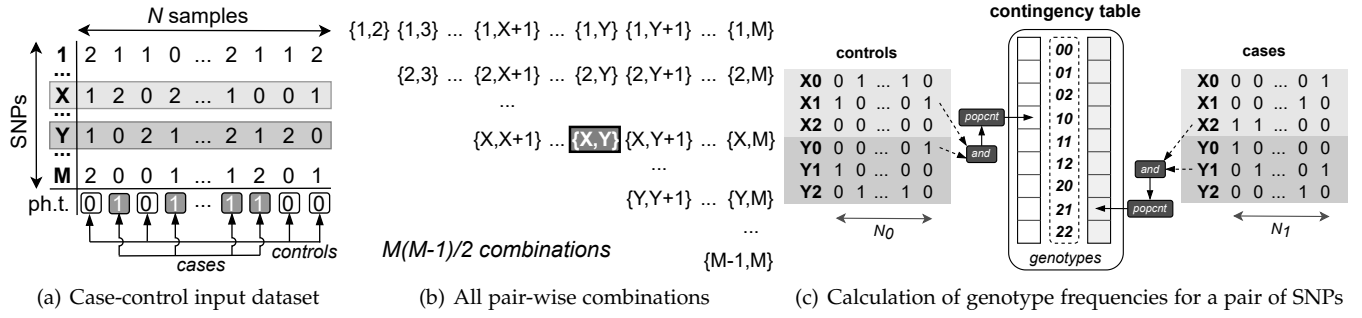 N samples
SNPs
1 2 1 1 0 ... 2 1 1 2
...
X 1 2 0 2 ... 1 0 0 1
...
Y 1 0 2 1 ... 2 1 2 0
...
M 2 0 0 1 ... 1 2 0 1
ph.t. 0 1 0 1 ... 1 1 0 0
cases
controls
(a) Case-control input dataset
{1,2} {1,3} ... {1,X+1} ... {1,Y} {1,Y+1} ... {1,M}
{2,3} ... {2,X+1} ... {2,Y} {2,Y+1} ... {2,M}
...
{X,X+1} ... {X,Y} {X,Y+1} ... {X,M}
...
{Y,Y+1} ... {Y,M}
...
{M-1,M}
M(M-1)/2 combinations
(b) All pair-wise combinations
contingency table
controls
X0 0 1 ... 1 0
X1 1 0 ... 0 1
X2 0 0 ... 0 0
Y0 0 0 ... 0 1
Y1 1 0 ... 0 0
Y2 0 1 ... 1 0
N0
popcnt
and
00
01
02
10
11
12
20
21
22
genotypes
and
popcnt
cases
X0 0 0 ... 0 1
X1 0 0 ... 1 0
X2 1 1 ... 0 0
Y0 1 0 ... 0 0
Y1 0 1 ... 0 1
Y2 0 0 ... 1 0
N1
(c) Calculation of genotype frequencies for a pair of SNPs